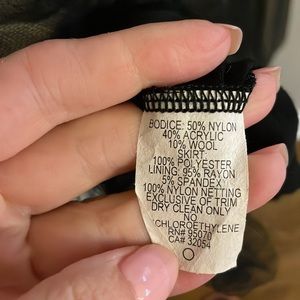 BODICE: 50% NYLON
40% ACRYLIC
10% WOOL
SKIRT:
100% POLYESTER
LINING: 95% RAYON
5% SPANDEX
100% NYLON NETTING
EXCLUSIVE OF TRIM
DRY CLEAN ONLY
NO
CHLOROETHYLENE
RN# 95070
CA# 32054